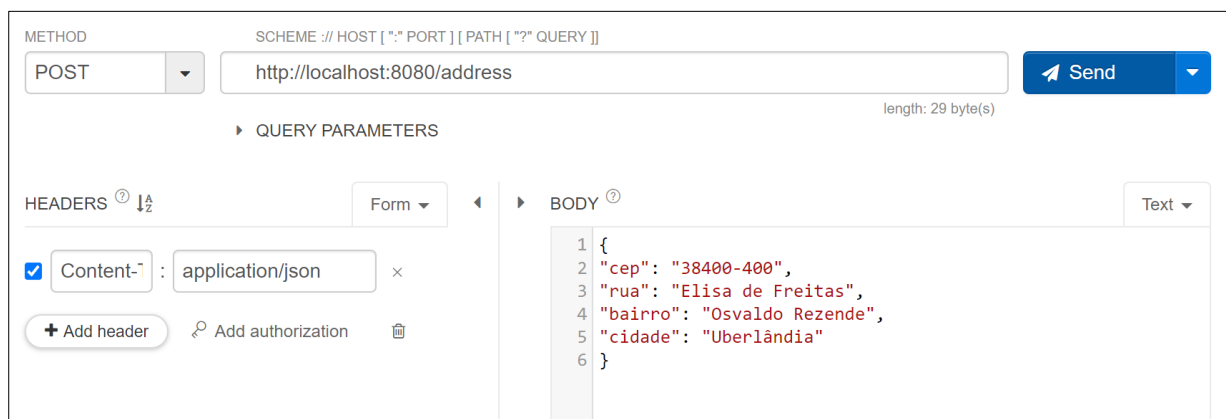 METHOD
SCHEME :// HOST [ ":" PORT ] [ PATH [ "?" QUERY ]]
POST
http://localhost:8080/address
Send
length: 29 byte(s)
QUERY PARAMETERS
HEADERS ? A Z
Form
BODY ?
Text
Content-T : application/json ×
+ Add header
Add authorization
1 {
2 "cep": "38400-400",
3 "rua": "Elisa de Freitas",
4 "bairro": "Osvaldo Rezende",
5 "cidade": "Uberlândia"
6 }